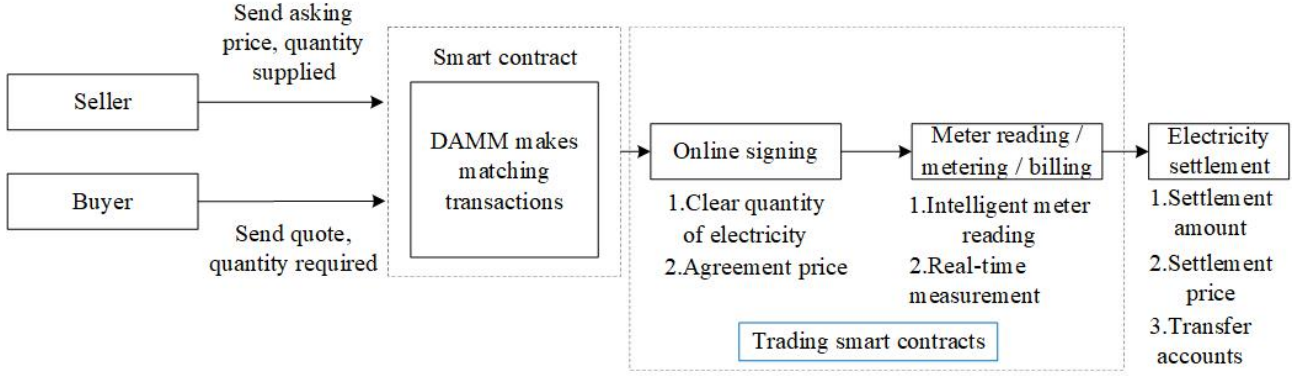 Send asking
price, quantity
supplied
Seller
Buyer
Send quote,
quantity required
Smart contract
DAMM makes
matching
transactions
Online signing
1.Clear quantity
of electricity
2.Agreement price
Meter reading /
metering / billing
1.Intelligent meter
reading
2.Real-time
measurement
Trading smart contracts
Electricity
settlement
1.Settlement
amount
2.Settlement
price
3.Transfer
accounts